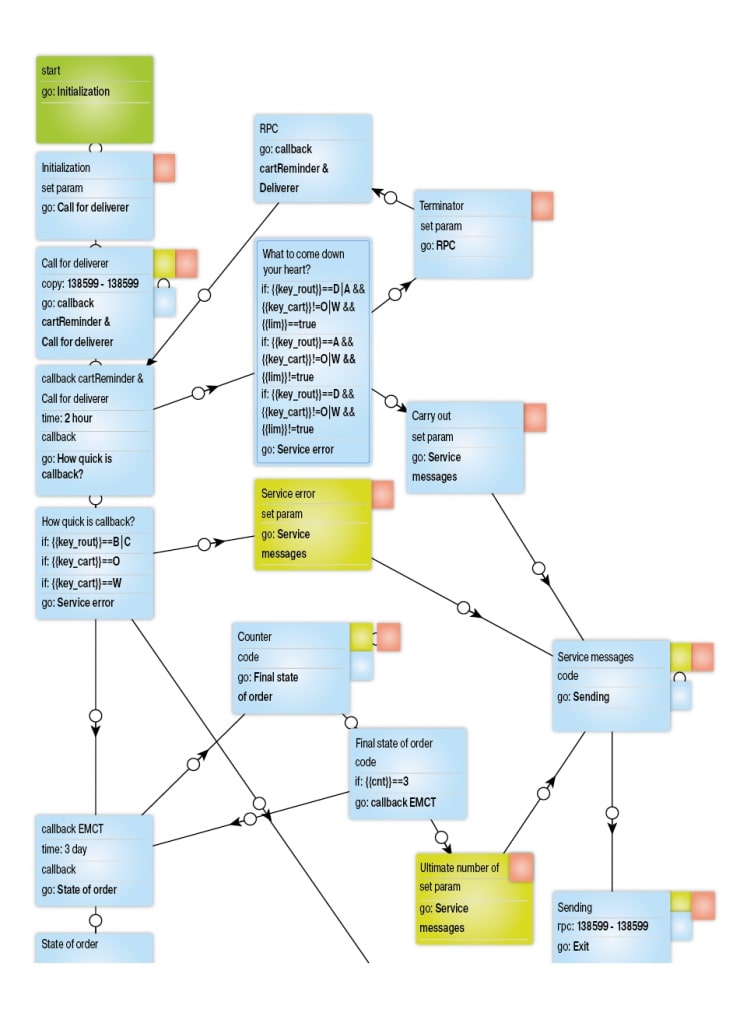 start
go: Initialization
Initialization
set param
go: Call for deliverer
Call for deliverer
copy: 138599 - 138599
go: callback
cartReminder &
Call for deliverer
callback cartReminder &
Call for deliverer
time: 2 hour
callback
go: How quick is
callback?
How quick is callback?
if: {{key_rout}}==B|C
if: {{key_cart}}==O
if: {{key_cart}}==W
go: Service error
RPC
go: callback
cartReminder &
Deliverer
Terminator
set param
go: RPC
What to come down
your heart?
if: {{key_rout}}==D|A &&
{{key_cart}}!=O|W &&
{{lim}}==true
if: {{key_rout}}==A &&
{{key_cart}}!=O|W &&
{{lim}}!=true
if: {{key_rout}}==D &&
{{key_cart}}!=O|W &&
{{lim}}!=true
go: Service error
Carry out
set param
go: Service
messages
Service error
set param
go: Service
messages
Counter
code
go: Final state
of order
Service messages
code
go: Sending
Final state of order
code
if: {{cnt}}==3
go: callback EMCT
callback EMCT
time: 3 day
callback
go: State of order
Ultimate number of
set param
go: Service
messages
Sending
rpc: 138599 - 138599
go: Exit
State of order